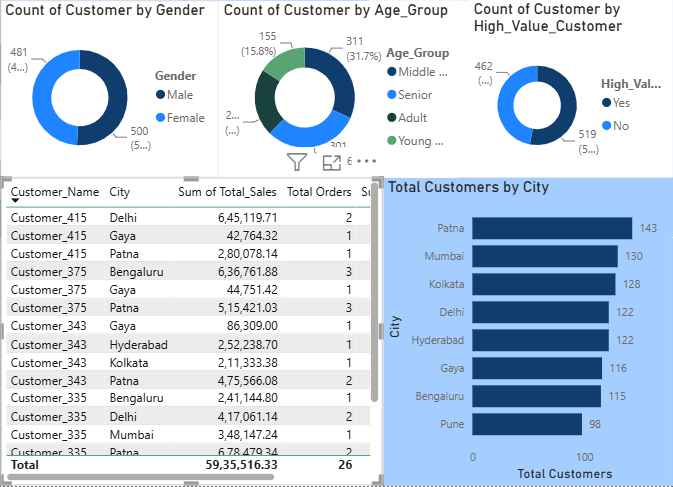 Count of Customer by Gender
481
(4...)
500
(5...)
Gender
Male
Female
Count of Customer by Age_Group
155
(15.8%)
311
(31.7%)
2...
(...)
301
Age_Group
Middle ...
Senior
Adult
Young ...
Count of Customer by
High_Value_Customer
462
(...)
519
(5...)
High_Val...
Yes
No
Customer_Name City Sum of Total_Sales Total Orders
Customer_415 Delhi 6,45,119.71 2
Customer_415 Gaya 42,764.32 1
Customer_415 Patna 2,80,078.14 1
Customer_375 Bengaluru 6,36,761.88 3
Customer_375 Gaya 44,751.42 1
Customer_375 Patna 5,15,421.03 3
Customer_343 Gaya 86,309.00 1
Customer_343 Hyderabad 2,52,238.70 1
Customer_343 Kolkata 2,11,333.38 1
Customer_343 Patna 4,75,566.08 2
Customer_335 Bengaluru 2,41,144.80 1
Customer_335 Delhi 4,17,061.14 2
Customer_335 Mumbai 3,48,147.24 1
Customer_335 Patna 6,78,479.34 2
Total 59,35,516.33 26
Total Customers by City
City
Patna 143
Mumbai 130
Kolkata 128
Delhi 122
Hyderabad 122
Gaya 116
Bengaluru 115
Pune 98
0 100
Total Customers